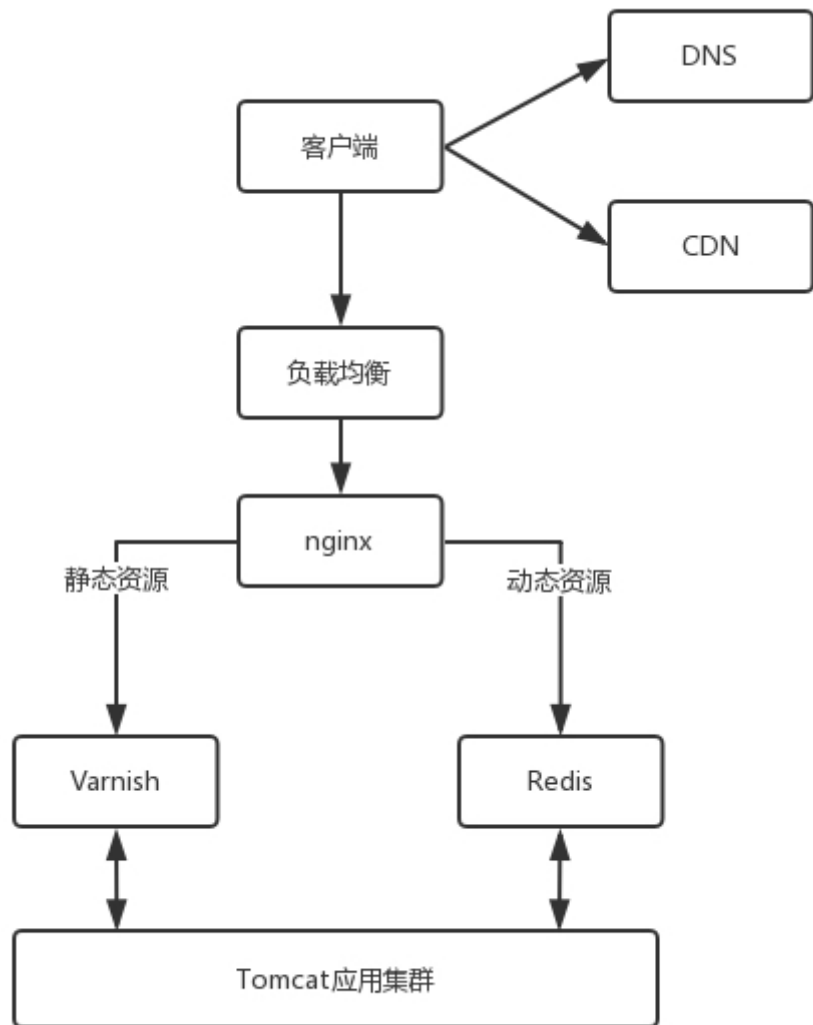 DNS
客户端
CDN
负载均衡
nginx
静态资源
动态资源
Varnish
Redis
Tomcat应用集群